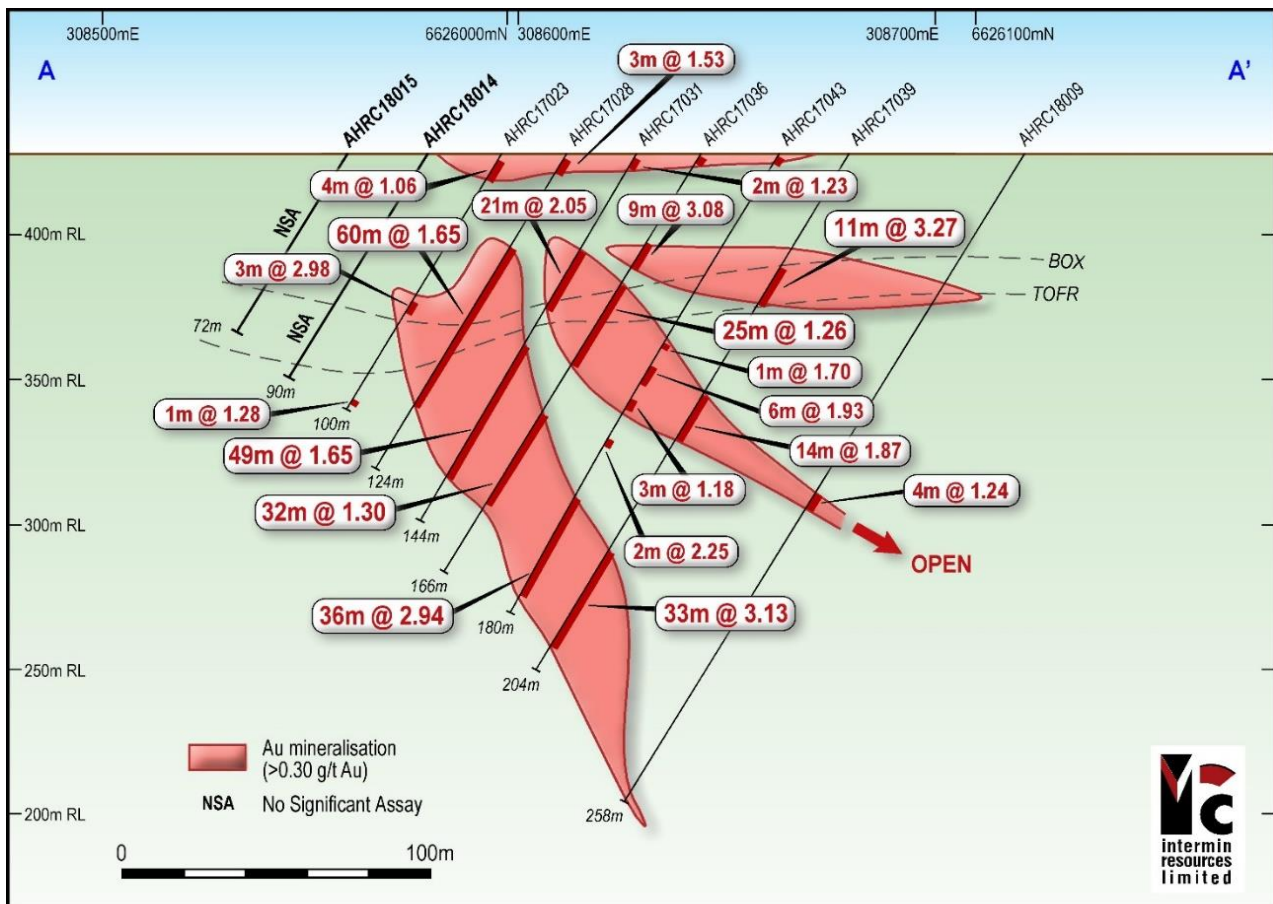 308500mE
6626000mN
308600mE
308700mE
6626100mN
A
A'
AHRC18015
AHRC18014
AHRC17023
AHRC17028
AHRC17031
AHRC17036
AHRC17043
AHRC17039
AHRC18009
3m @ 1.53
4m @ 1.06
2m @ 1.23
21m @ 2.05
9m @ 3.08
11m @ 3.27
NSA
60m @ 1.65
400m RL
3m @ 2.98
BOX
TOFR
72m
NSA
25m @ 1.26
1m @ 1.70
350m RL
90m
1m @ 1.28
100m
6m @ 1.93
49m @ 1.65
14m @ 1.87
124m
3m @ 1.18
4m @ 1.24
32m @ 1.30
300m RL
144m
2m @ 2.25
OPEN
166m
36m @ 2.94
180m
33m @ 3.13
250m RL
204m
Au mineralisation
(>0.30 g/t Au)
NSA No Significant Assay
200m RL
258m
0
100m
intermin
resources
limited